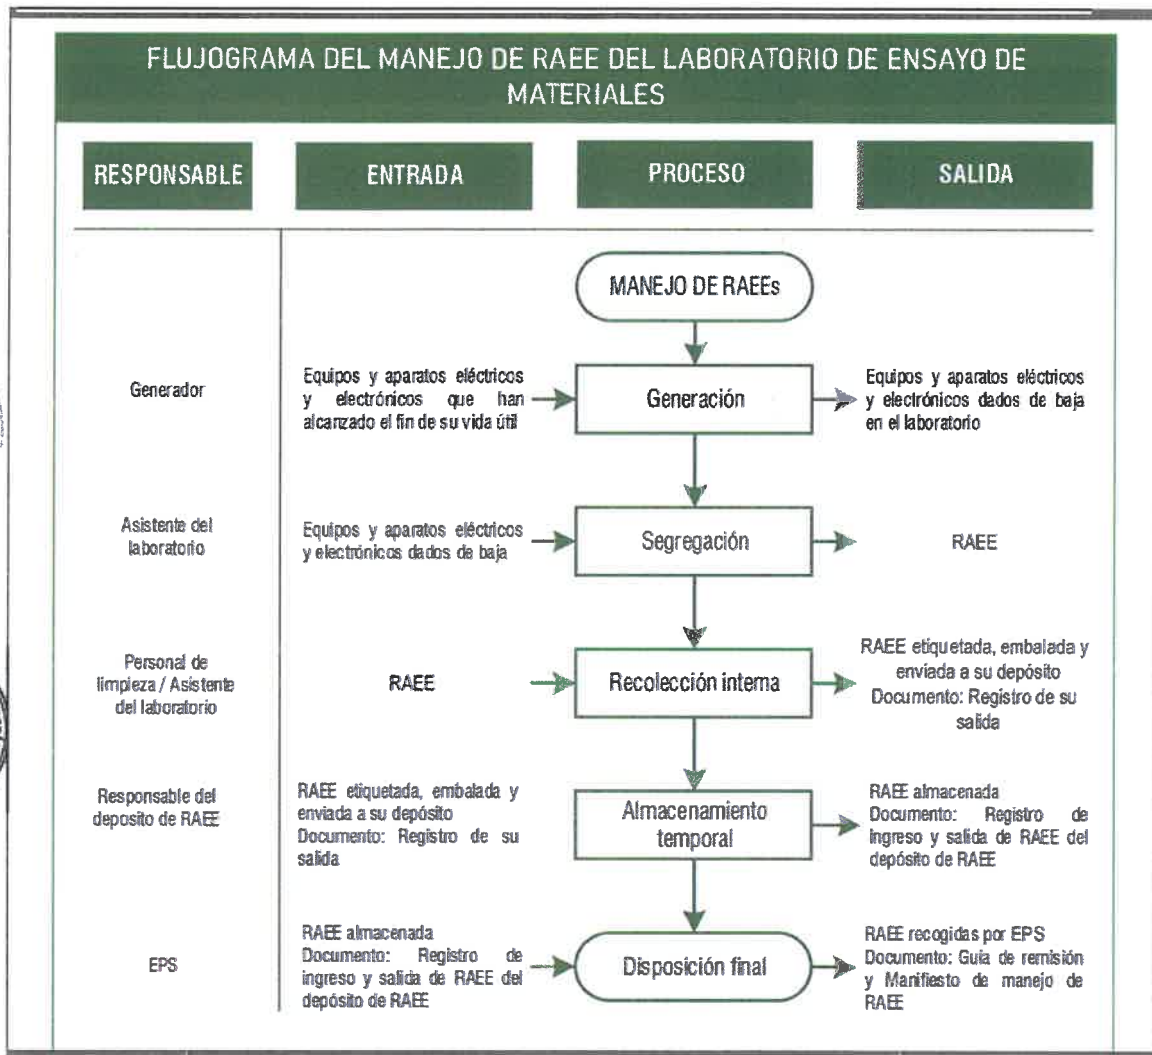 FLUJOGRAMA DEL MANEJO DE RAEE DEL LABORATORIO DE ENSAYO DE
MATERIALES
RESPONSABLE
ENTRADA
PROCESO
SALIDA
MANEJO DE RAEEs
Generador
Equipos y aparatos eléctricos
y electrónicos que han
alcanzado el fin de su vida útil
Generación
Equipos y aparatos eléctricos
y electrónicos dados de baja
en el laboratorio
Asistente del
laboratorio
Equipos y aparatos eléctricos
y electrónicos dados de baja
Segregación
RAEE
Personal de
limpieza / Asistente
del laboratorio
RAEE
Recolección interna
RAEE etiquetada, embalada y
enviada a su depósito
Documento: Registro de su
salida
Responsable del
deposito de RAEE
RAEE etiquetada, embalada y
enviada a su depósito
Documento: Registro de su
salida
Almacenamiento
temporal
RAEE almacenada
Documento: Registro de
ingreso y salida de RAEE del
depósito de RAEE
EPS
RAEE almacenada
Documento: Registro de
ingreso y salida de RAEE del
depósito de RAEE
Disposición final
RAEE recogidas por EPS
Documento: Guía de remisión
y Manifiesto de manejo de
RAEE